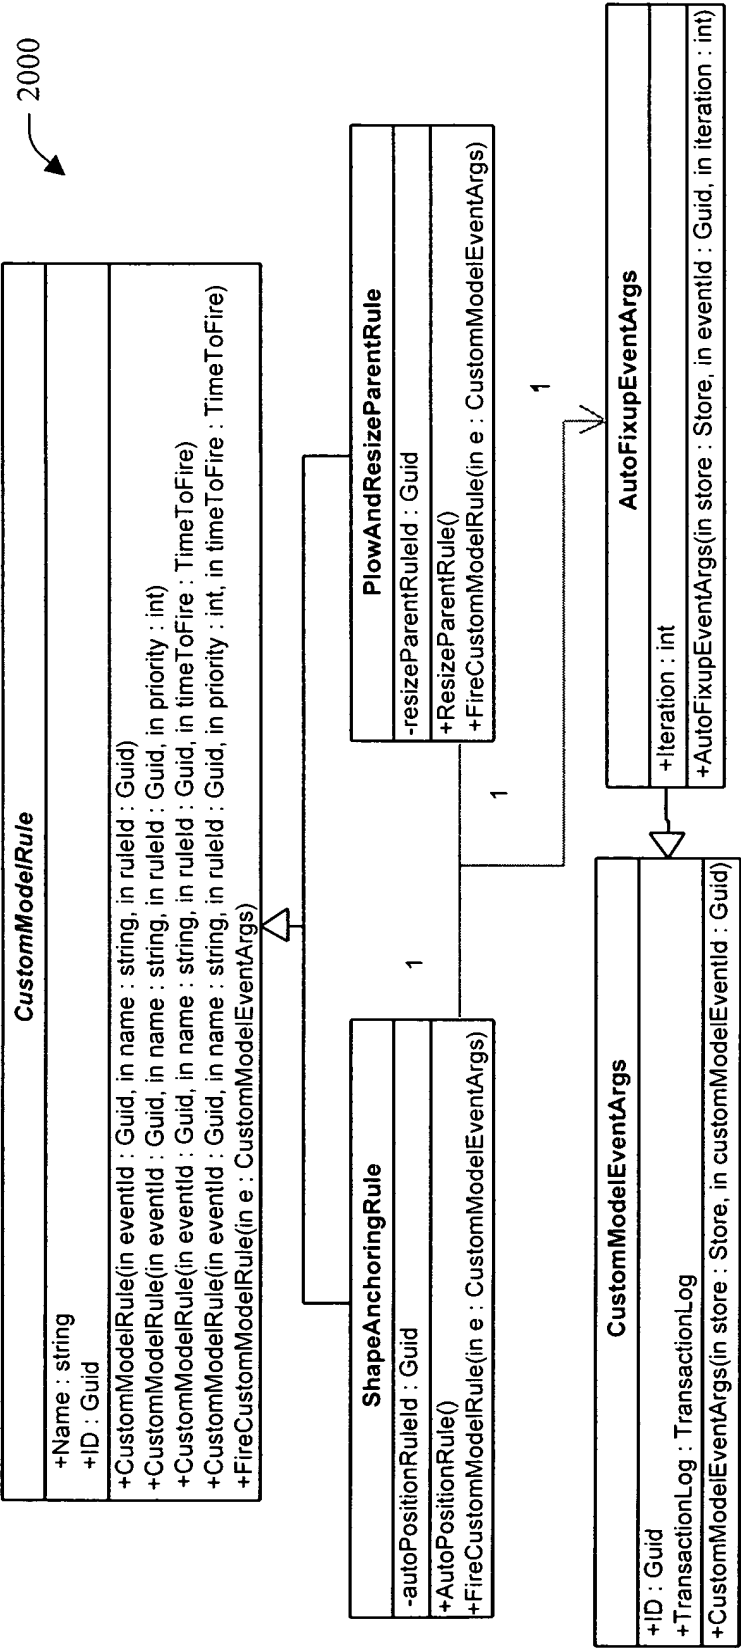 2000
CustomModelRule
+Name : string
+ID : Guid
+CustomModelRule(in eventId : Guid, in name : string, in ruleId : Guid)
+CustomModelRule(in eventId : Guid, in name : string, in ruleId : Guid, in priority : int)
+CustomModelRule(in eventId : Guid, in name : string, in ruleId : Guid, in timeToFire : TimeToFire)
+CustomModelRule(in eventId : Guid, in name : string, in ruleId : Guid, in priority : int, in timeToFire : TimeToFire)
+FireCustomModelRule(in e : CustomModelEventArgs)
ShapeAnchoringRule
-autoPositionRuleId : Guid
+AutoPositionRule()
+FireCustomModelRule(in e : CustomModelEventArgs)
PlowAndResizeParentRule
-resizeParentRuleId : Guid
+ResizeParentRule()
+FireCustomModelRule(in e : CustomModelEventArgs)
1
1
1
CustomModelEventArgs
+ID : Guid
+TransactionLog : TransactionLog
+CustomModelEventArgs(in store : Store, in customModelEventId : Guid)
AutoFixupEventArgs
+Iteration : int
+AutoFixupEventArgs(in store : Store, in eventId : Guid, in iteration : int)